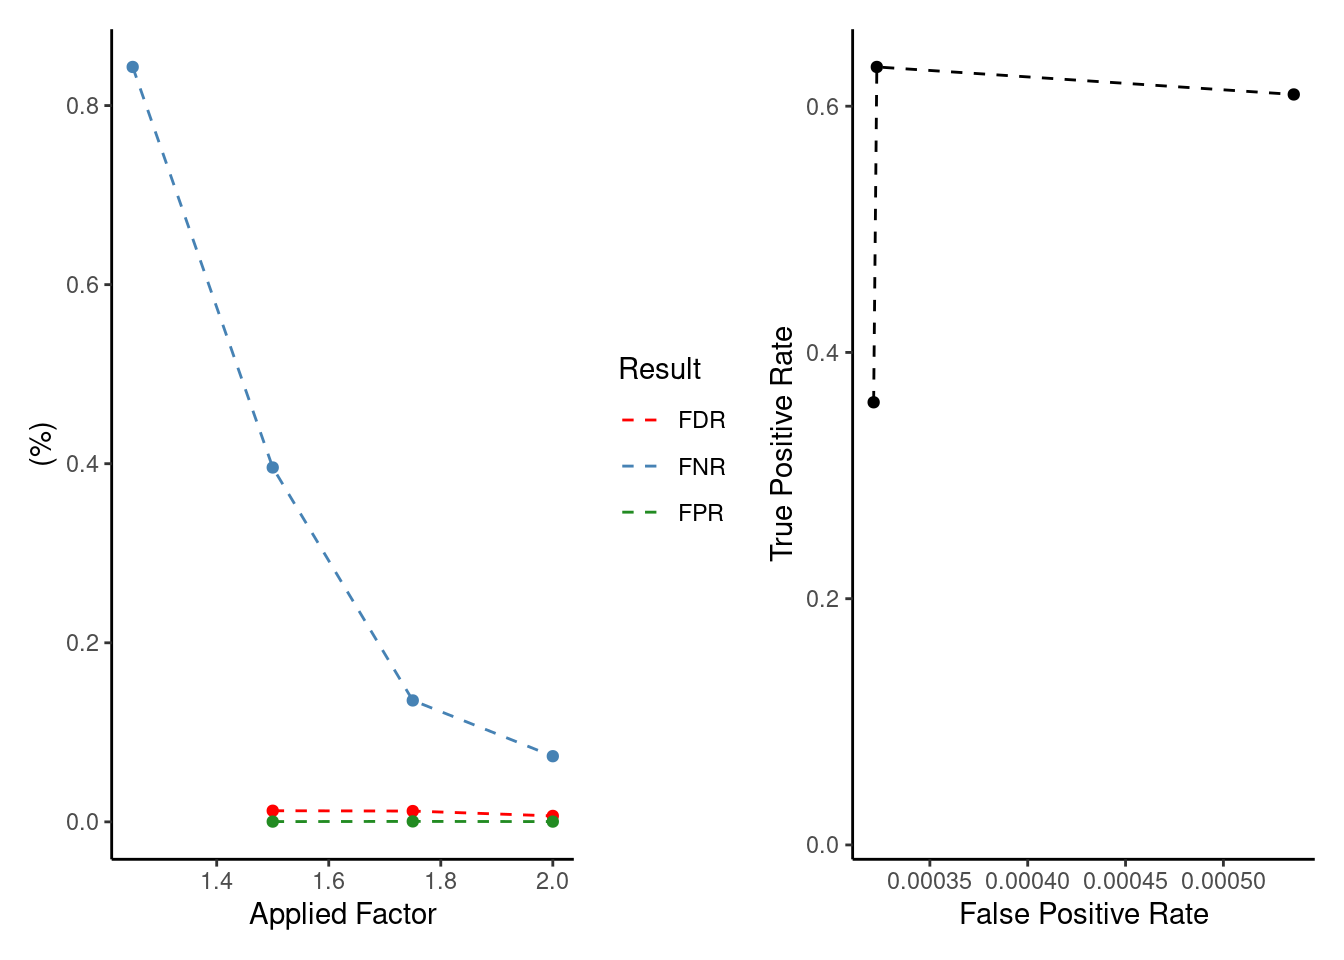 0.8
0.6
0.4
0.2
0.0
(%)
1.4 1.6 1.8 2.0
Applied Factor
Result
FDR
FNR
FPR
0.6
0.4
0.2
0.0
True Positive Rate
0.00035 0.00040 0.00045 0.00050
False Positive Rate